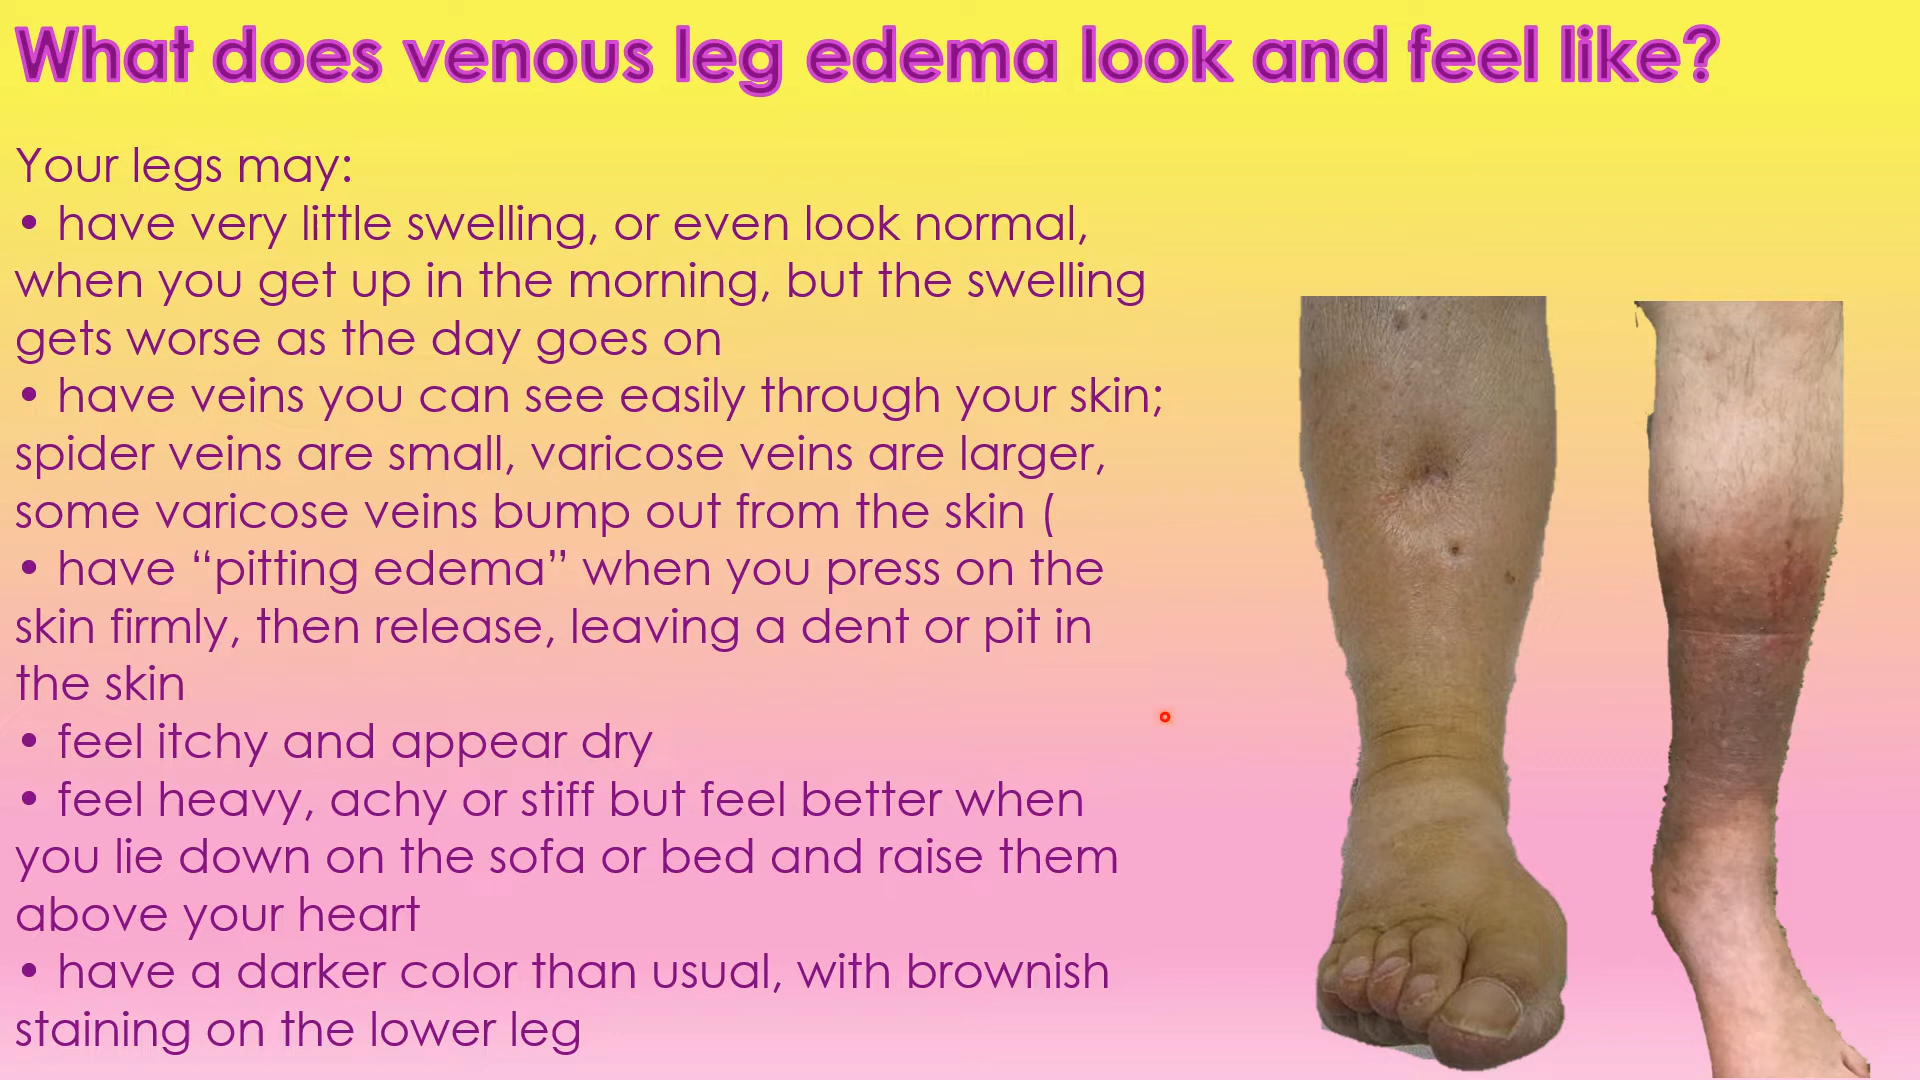 What does venous leg edema look and feel like?
Your legs may:
• have very little swelling, or even look normal,
when you get up in the morning, but the swelling
gets worse as the day goes on
• have veins you can see easily through your skin;
spider veins are small, varicose veins are larger,
some varicose veins bump out from the skin (
• have “pitting edema” when you press on the
skin firmly, then release, leaving a dent or pit in
the skin
• feel itchy and appear dry
• feel heavy, achy or stiff but feel better when
you lie down on the sofa or bed and raise them
above your heart
• have a darker color than usual, with brownish
staining on the lower leg